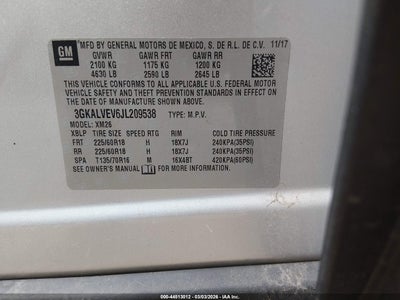 GM
MFD BY GENERAL MOTORS DE MEXICO, S. DE R.L. DE C.V. 11/17
GVWR GAWR FRT GAWR RR
2100 KG 1175 KG 1200 KG
4630 LB 2590 LB 2645 LB
THIS VEHICLE CONFORMS TO ALL APPLICABLE U.S. FEDERAL MOTOR
VEHICLE SAFETY, BUMPER, AND THEFT PREVENTION STANDARDS IN
EFFECT ON THE DATE OF MANUFACTURE SHOWN ABOVE.
3GKALVEV6JL209538 TYPE: M.P.V.
MODEL: XM26
XBLP TIRE SIZE SPEED RTG RIM COLD TIRE PRESSURE
FRT 225/60R18 H 18X7J 240KPA(35PSI)
RR 225/60R18 H 18X7J 240KPA(35PSI)
SPA T135/70R16 M 16X4BT 420KPA(60PSI)
SEE OWNER'S MANUAL FOR ADDITIONAL INFORMATION.
000-44513012 - 03/03/2026 - IAA Inc.